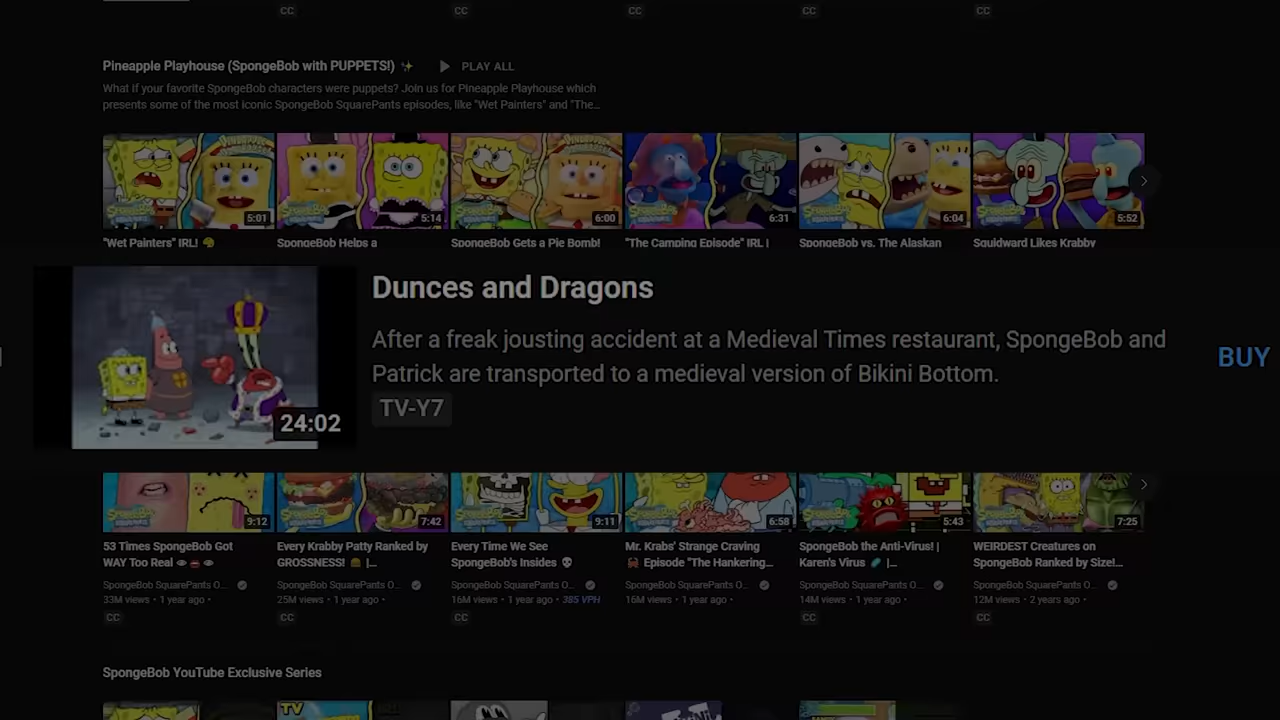 CC CC CC CC CC
Pineapple Playhouse (SpongeBob with PUPPETS!) ✨ PLAY ALL
What if your favorite SpongeBob characters were puppets? Join us for Pineapple Playhouse which
presents some of the most iconic SpongeBob SquarePants episodes, like "Wet Painters" and "The...
5:01 5:14 6:00 6:31 6:04 5:52
"Wet Painters" IRL! SpongeBob Helps a SpongeBob Gets a Pie Bomb! "The Camping Episode" IRL | SpongeBob vs. The Alaskan Squidward Likes Krabby
Dunces and Dragons
After a freak jousting accident at a Medieval Times restaurant, SpongeBob and
Patrick are transported to a medieval version of Bikini Bottom.
BUY
TV-Y7
24:02
9:12 7:42 9:11 6:58 5:43 7:25
53 Times SpongeBob Got Every Krabby Patty Ranked by Every Time We See Mr. Krabs' Strange Craving SpongeBob the Anti-Virus! | WEIRDEST Creatures on
WAY Too Real 👁👄👁 GROSSNESS! 🍔 |... SpongeBob's Insides 💀 🦀 Episode "The Hankering... Karen's Virus 🦠 |... SpongeBob Ranked by Size!...
SpongeBob SquarePants O... SpongeBob SquarePants O... SpongeBob SquarePants O... SpongeBob SquarePants O... SpongeBob SquarePants O... SpongeBob SquarePants O...
33M views • 1 year ago • 25M views • 1 year ago • 16M views • 1 year ago • 385 VPH 16M views • 1 year ago • 14M views • 1 year ago • 12M views • 2 years ago •
CC CC CC CC CC
SpongeBob YouTube Exclusive Series
TV